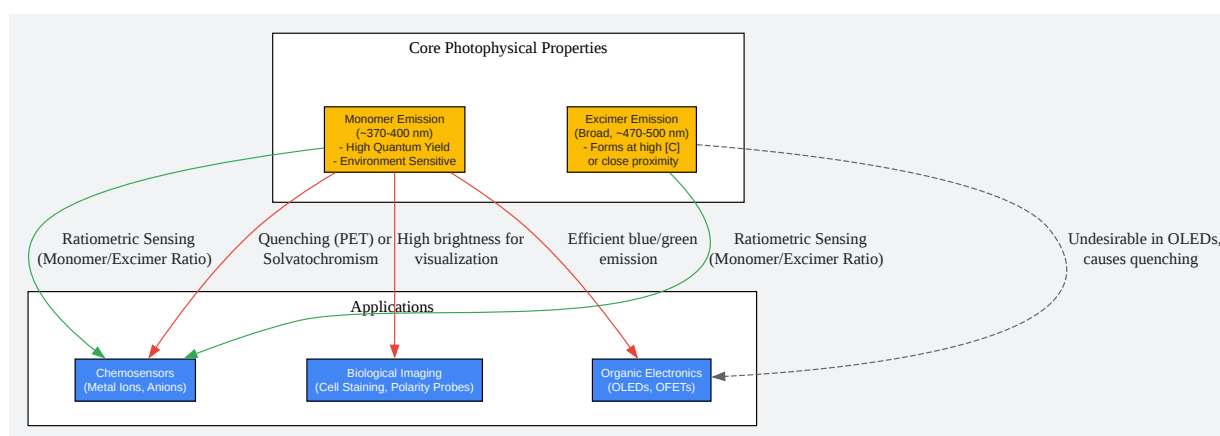 Core Photophysical Properties
Monomer Emission
(~370-400 nm)
- High Quantum Yield
- Environment Sensitive
Excimer Emission
(Broad, ~470-500 nm)
- Forms at high [C]
or close proximity
Ratiometric Sensing
(Monomer/Excimer Ratio)
Quenching (PET) or
Solvatochromism
High brightness for
visualization
Efficient blue/green
emission
Ratiometric Sensing
(Monomer/Excimer Ratio)
Undesirable in OLEDs,
causes quenching
Applications
Chemosensors
(Metal Ions, Anions)
Biological Imaging
(Cell Staining, Polarity Probes)
Organic Electronics
(OLEDs, OFETs)